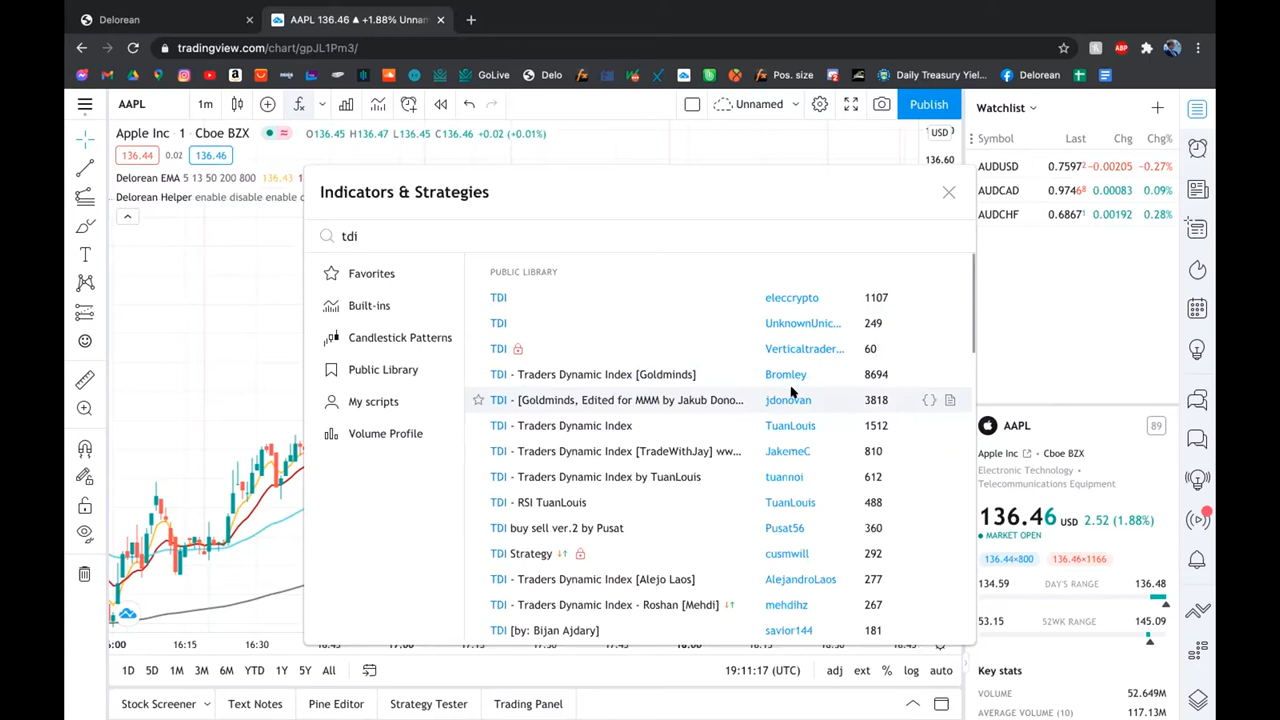 Delorean
AAPL 136.46 ▲ +1.88% Unnam
tradingview.com/chart/gpJL1Pm3/
ABP
GoLive
Delo
Pos. size
Daily Treasury Yiel...
Delorean
AAPL
1m
Unnamed
Publish
Watchlist
Apple Inc · 1 · Cboe BZX
O136.45 H136.47 L136.45 C136.46 +0.02 (+0.01%)
USD
Symbol Last Chg Chg%
136.44 0.02 136.46
136.60
AUDUSD 0.7597² -0.00205 -0.27%
Delorean EMA 5 13 50 200 800 136.43 1
AUDCAD 0.974⁶⁸ 0.00083 0.09%
Delorean Helper enable disable enable
AUDCHF 0.6867¹ 0.00192 0.28%
Indicators & Strategies
tdi
Favorites
Built-ins
Candlestick Patterns
Public Library
My scripts
Volume Profile
PUBLIC LIBRARY
TDI eleccrypto 1107
TDI UnknownUnic... 249
TDI Verticaltrader... 60
TDI - Traders Dynamic Index [Goldminds] Bromley 8694
TDI - [Goldminds, Edited for MMM by Jakub Dono... jdonovan 3818
TDI - Traders Dynamic Index TuanLouis 1512
TDI - Traders Dynamic Index [TradeWithJay] ww... JakemeC 810
TDI - Traders Dynamic Index by TuanLouis tuannoi 612
TDI - RSI TuanLouis TuanLouis 488
TDI buy sell ver.2 by Pusat Pusat56 360
TDI Strategy cusmwill 292
TDI - Traders Dynamic Index [Alejo Laos] AlejandroLaos 277
TDI - Traders Dynamic Index - Roshan [Mehdi] mehdihz 267
TDI [by: Bijan Ajdary] savior144 181
AAPL 89
Apple Inc · Cboe BZX
Electronic Technology ·
Telecommunications Equipment
136.46 USD 2.52 (1.88%)
MARKET OPEN
136.44×800 136.46×1166
134.59 DAY'S RANGE 136.48
53.15 52WK RANGE 145.09
Key stats
VOLUME 52.649M
AVERAGE VOLUME (10) 117.13M
16:30
1D 5D 1M 3M 6M YTD 1Y 5Y All
19:11:17 (UTC) adj ext % log auto
Stock Screener Text Notes Pine Editor Strategy Tester Trading Panel